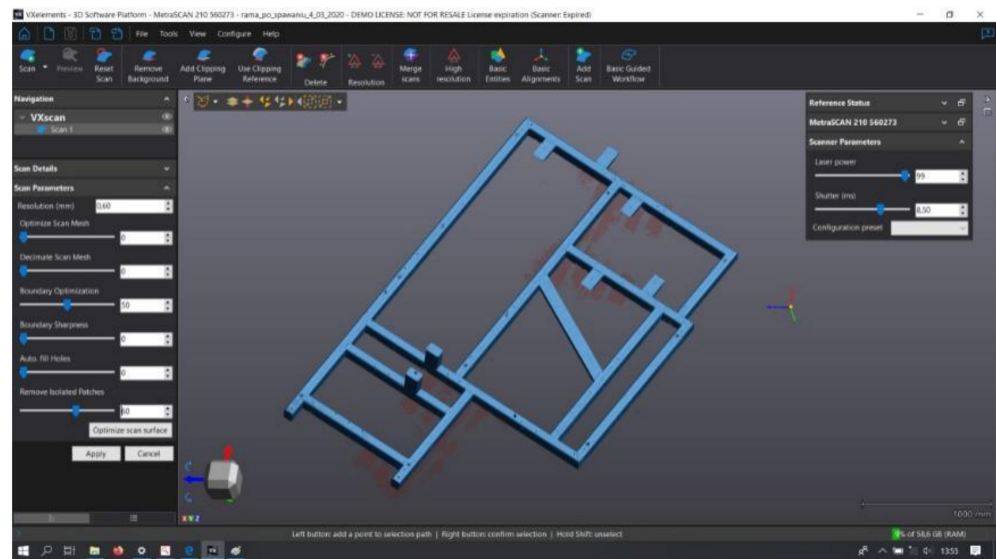 VXelements - 3D Software Platform - MetraSCAN 210 560273 - rama_po_spawaniu_4_03_2020 - DEMO LICENSE: NOT FOR RESALE License expiration (Scanner: Expired)
File Tools View Configure Help
Scan Preview Reset Scan Remove Background Add Clipping Plane Use Clipping Reference Delete Resolution Merge scans High resolution Basic Entities Basic Alignments Add Scan Basic Guided Workflow
Navigation
VXscan
Scan 1
Scan Details
Scan Parameters
Resolution (mm) 0,60
Optimize Scan Mesh
0
Decimate Scan Mesh
0
Boundary Optimization
50
Boundary Sharpness
0
Auto. fill Holes
0
Remove Isolated Patches
60
Optimize scan surface
Apply Cancel
Reference Status
MetraSCAN 210 560273
Scanner Parameters
Laser power
99
Shutter (ms)
8,50
Configuration preset
X Y Z
1000 mm
Left button: add a point to selection path | Right button: confirm selection | Hold Shift: unselect
9% of 58,6 GB (RAM)
13:55